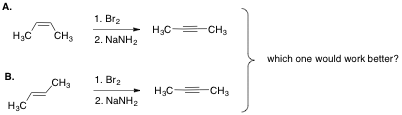 A.
1. Br2
H3C CH3 2. NaNH2 H3C CH3
which one would work better?
B.
CH3 1. Br2
H3C 2. NaNH2 H3C CH3